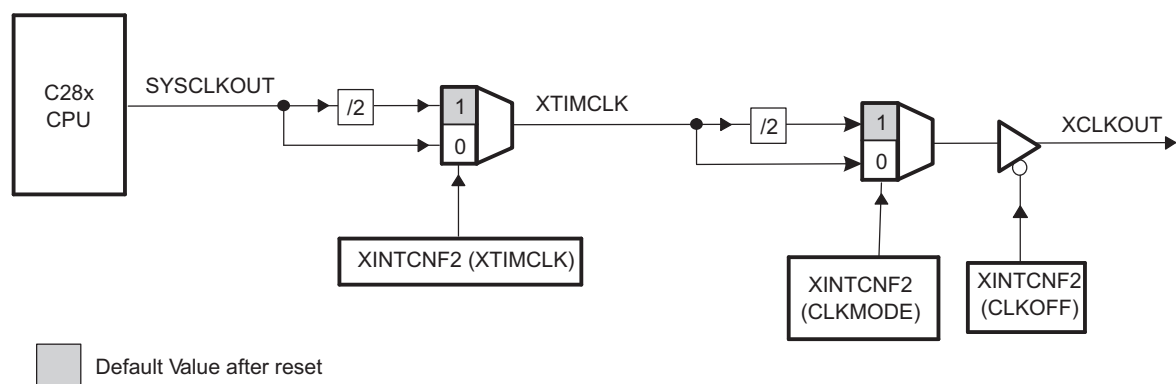 C28x
CPU
SYSCLKOUT
/2
1
0
XTIMCLK
/2
1
0
XCLKOUT
XINTCNF2 (XTIMCLK)
XINTCNF2
(CLKMODE)
XINTCNF2
(CLKOFF)
Default Value after reset